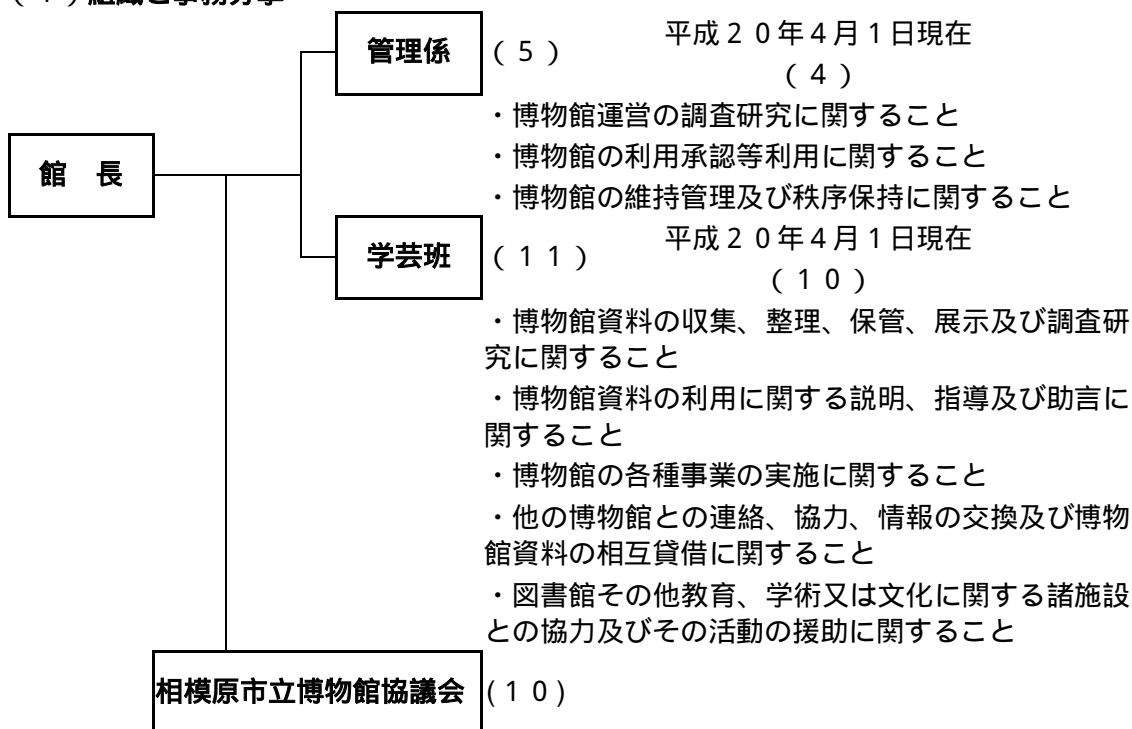 管理係 (5) 平成20年4月1日現在
(4)
・博物館運営の調査研究に関すること
・博物館の利用承認等利用に関すること
館 長
・博物館の維持管理及び秩序保持に関すること
学芸班 (11) 平成20年4月1日現在
(10)
・博物館資料の収集、整理、保管、展示及び調査研
究に関すること
・博物館資料の利用に関する説明、指導及び助言に
関すること
・博物館の各種事業の実施に関すること
・他の博物館との連絡、協力、情報の交換及び博物
館資料の相互貸借に関すること
・図書館その他教育、学術又は文化に関する諸施設
との協力及びその活動の援助に関すること
相模原市立博物館協議会 (10)